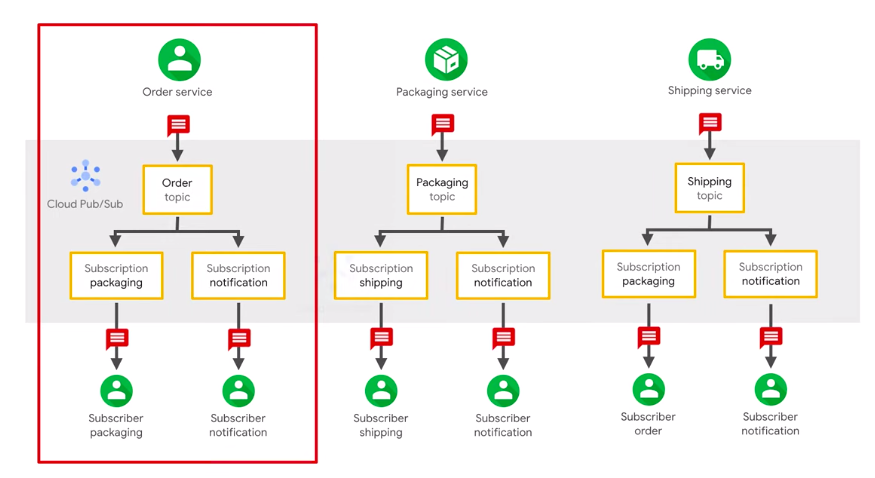 Order service
Packaging service
Shipping service
Cloud Pub/Sub
Order
topic
Packaging
topic
Shipping
topic
Subscription
packaging
Subscription
notification
Subscription
shipping
Subscription
notification
Subscription
packaging
Subscription
notification
Subscriber
packaging
Subscriber
notification
Subscriber
shipping
Subscriber
notification
Subscriber
order
Subscriber
notification